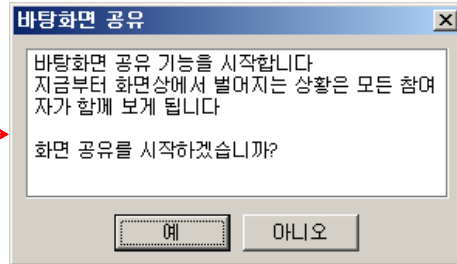 바탕화면 공유
바탕화면 공유 기능을 시작합니다
지금부터 화면상에서 벌어지는 상황은 모든 참여
자가 함께 보게 됩니다
화면 공유를 시작하겠습니까?
예
아니오